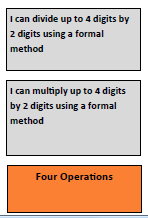 I can divide up to 4 digits by
2 digits using a formal
method
I can multiply up to 4 digits
by 2 digits using a formal
method
Four Operations